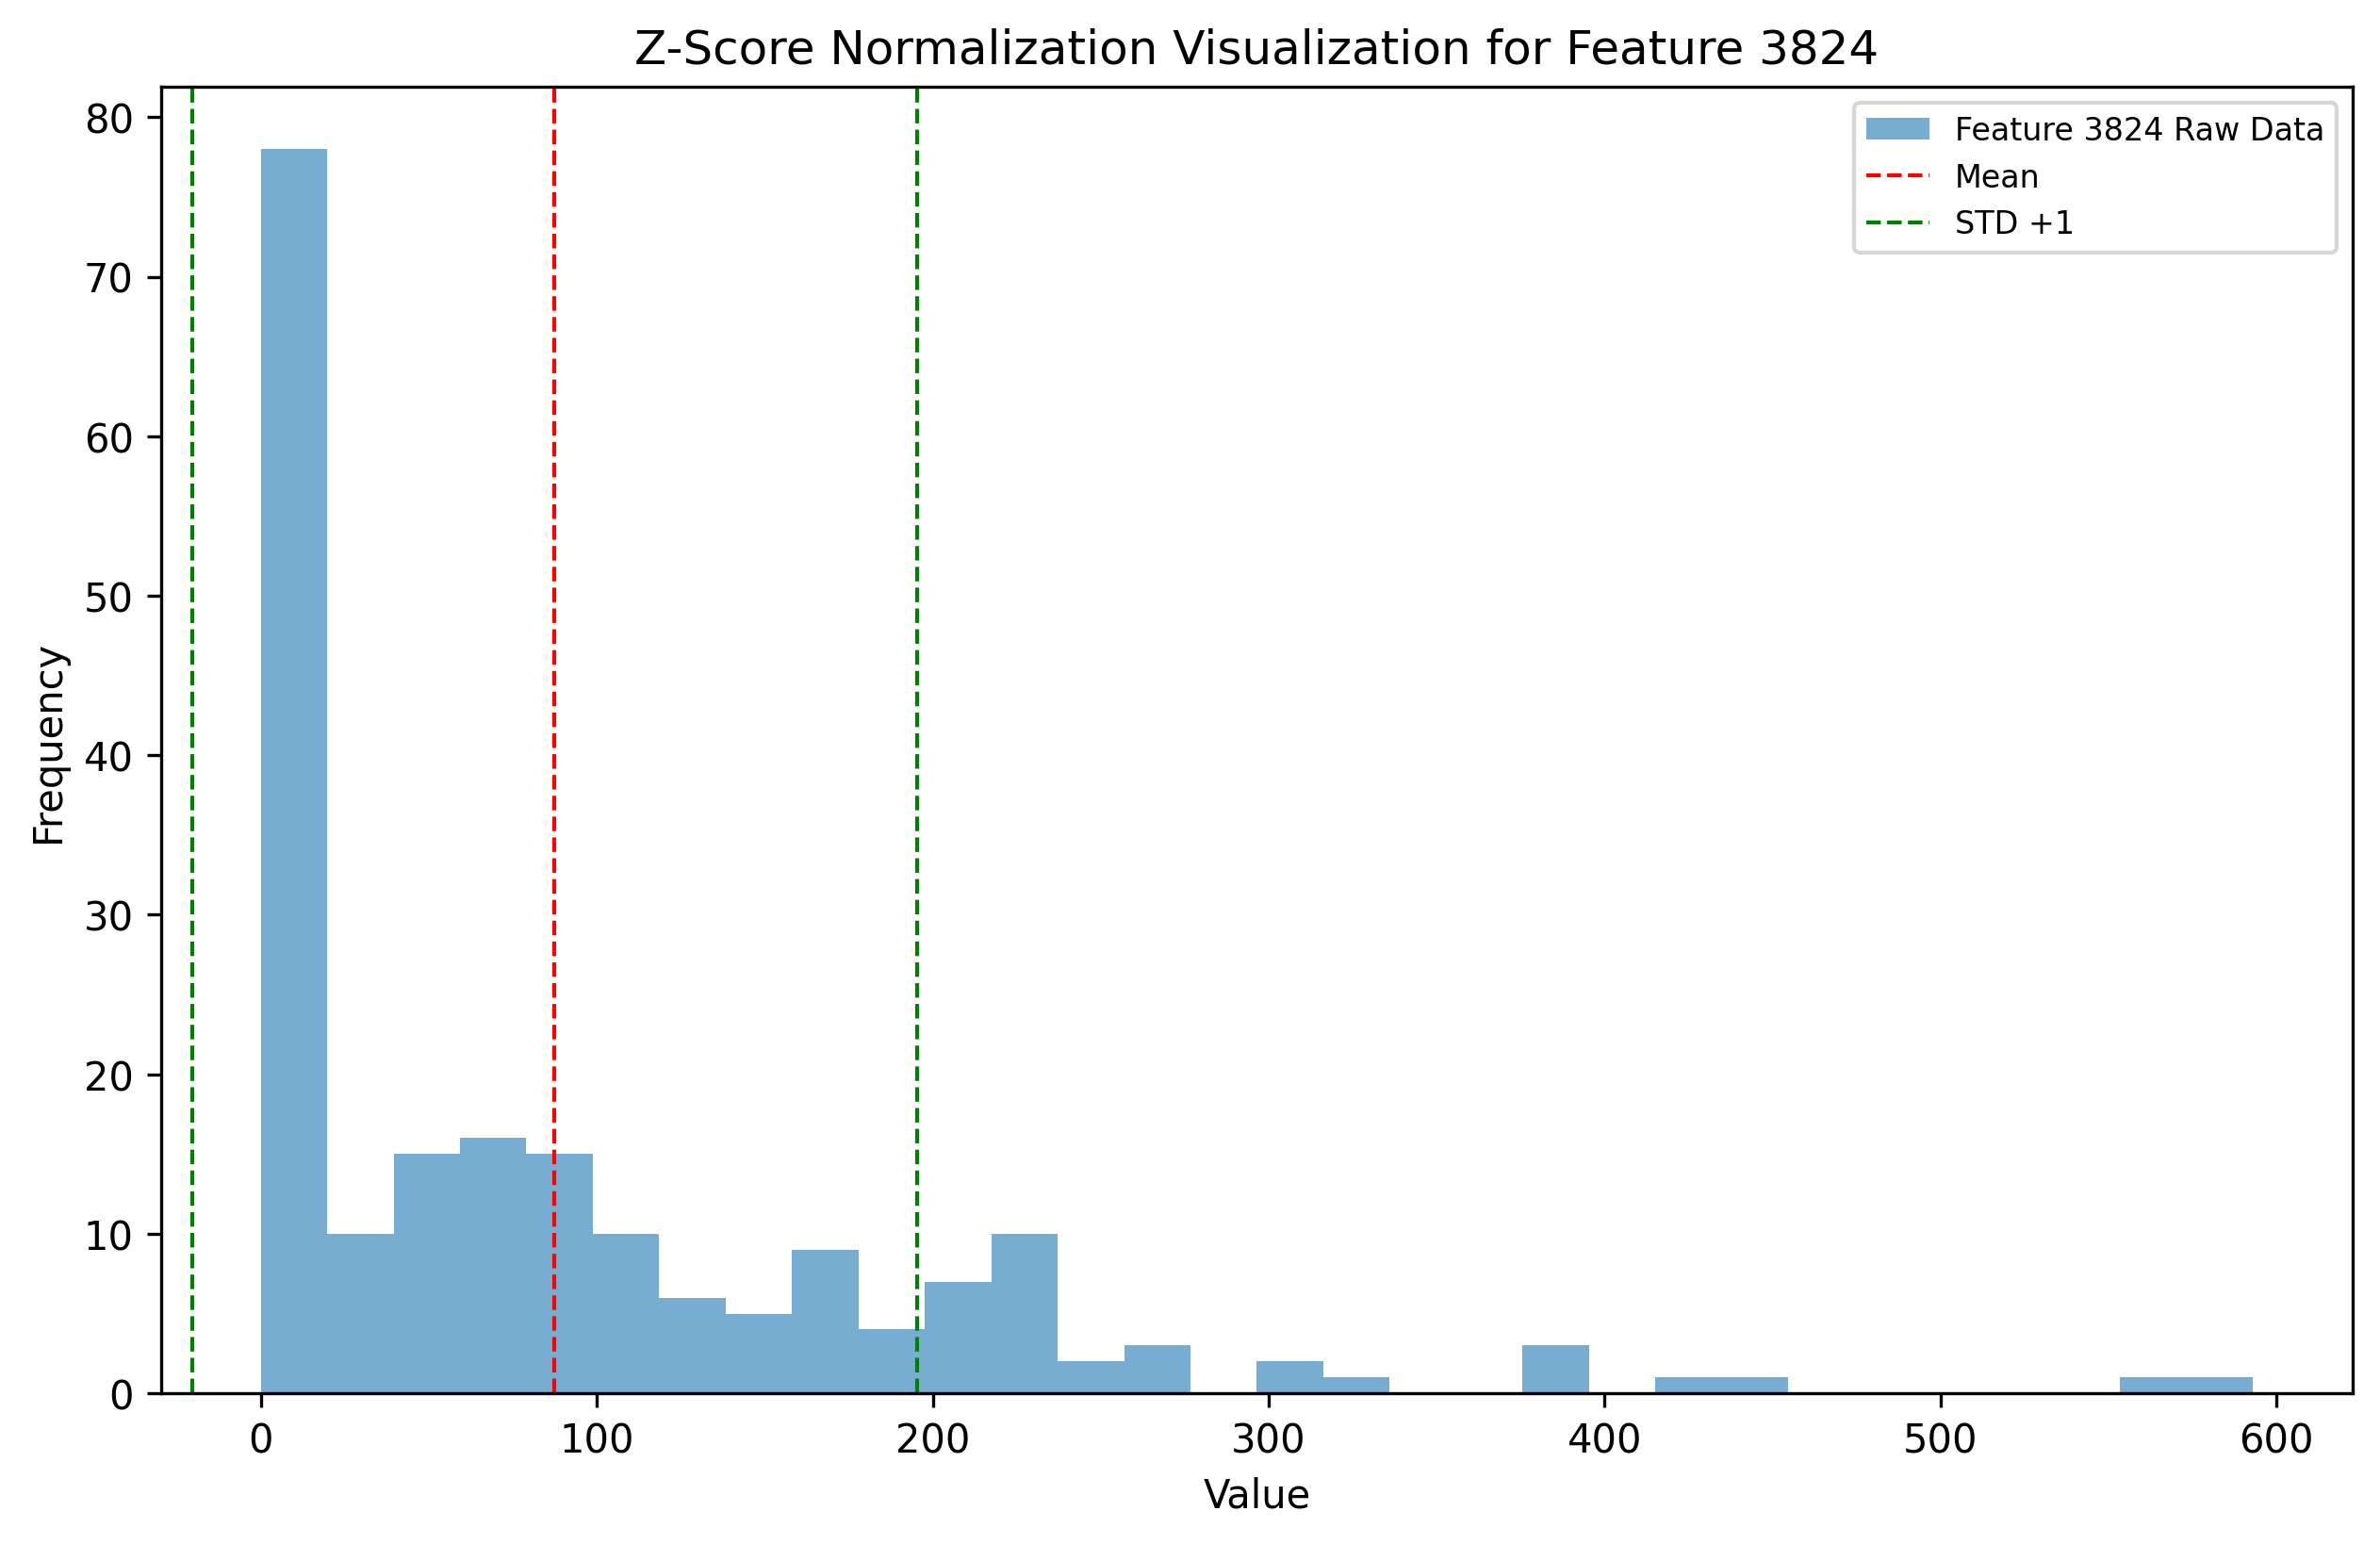 Z-Score Normalization Visualization for Feature 3824
Feature 3824 Raw Data
Mean
STD +1
80
70
60
50
40
30
20
10
0
Frequency
0 100 200 300 400 500 600
Value